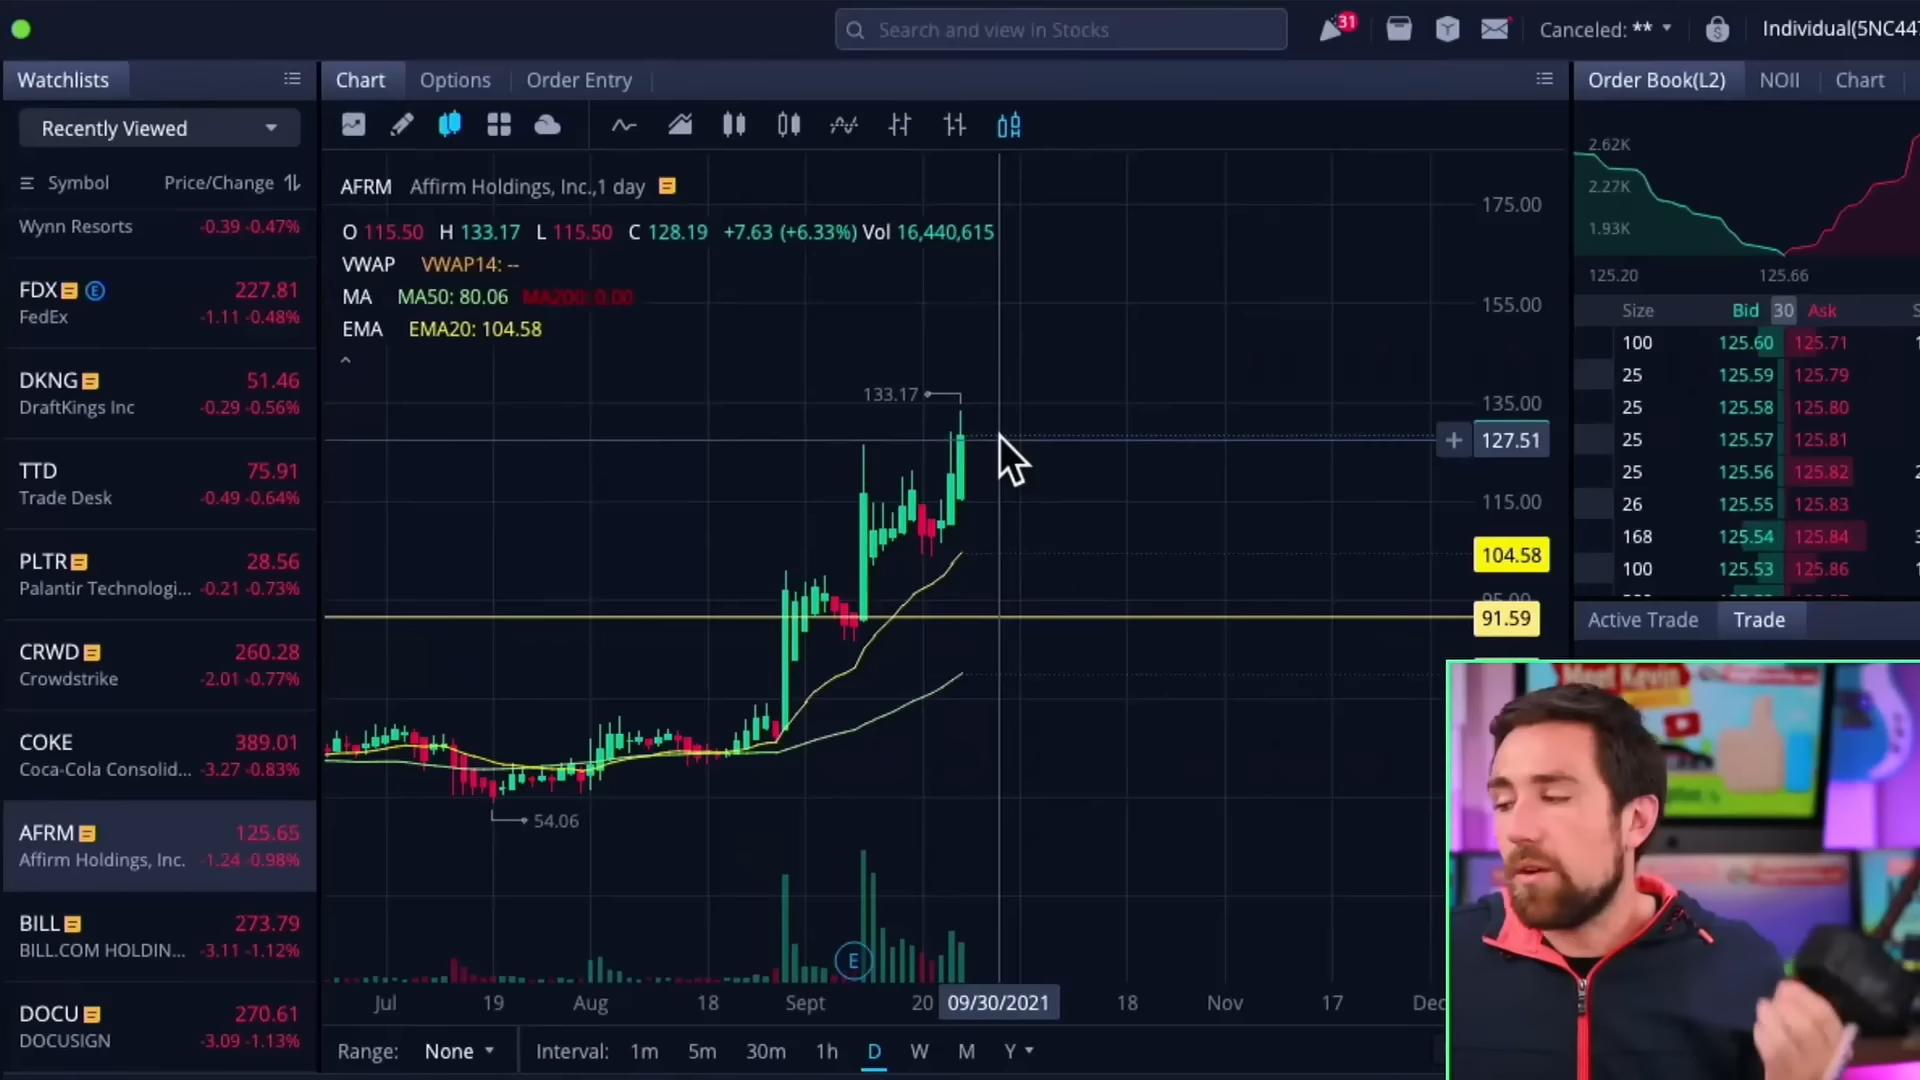 Search and view in Stocks
31
Canceled: **
Individual(5NC447
Watchlists
Chart
Options
Order Entry
Order Book(L2)
NOII
Chart
Recently Viewed
Symbol
Price/Change
Wynn Resorts
-0.39 -0.47%
FDX
E
227.81
FedEx
-1.11 -0.48%
DKNG
51.46
DraftKings Inc
-0.29 -0.56%
TTD
75.91
Trade Desk
-0.49 -0.64%
PLTR
28.56
Palantir Technologi...
-0.21 -0.73%
CRWD
260.28
Crowdstrike
-2.01 -0.77%
COKE
389.01
Coca-Cola Consolid...
-3.27 -0.83%
AFRM
125.65
Affirm Holdings, Inc.
-1.24 -0.98%
BILL
273.79
BILL.COM HOLDIN...
-3.11 -1.12%
DOCU
270.61
DOCUSIGN
-3.09 -1.13%
AFRM Affirm Holdings, Inc.,1 day
O 115.50 H 133.17 L 115.50 C 128.19 +7.63 (+6.33%) Vol 16,440,615
VWAP VWAP14: --
MA MA50: 80.06 MA200: 0.00
EMA EMA20: 104.58
133.17
54.06
E
175.00
155.00
135.00
127.51
115.00
104.58
95.00
91.59
Jul
19
Aug
18
Sept
20
09/30/2021
18
Nov
17
Dec
Range: None
Interval: 1m 5m 30m 1h D W M Y
2.62K
2.27K
1.93K
125.20
125.66
Size Bid 30 Ask
100 125.60 125.71
25 125.59 125.79
25 125.58 125.80
25 125.57 125.81
25 125.56 125.82
26 125.55 125.83
168 125.54 125.84
100 125.53 125.86
Active Trade
Trade
Meet Kevin